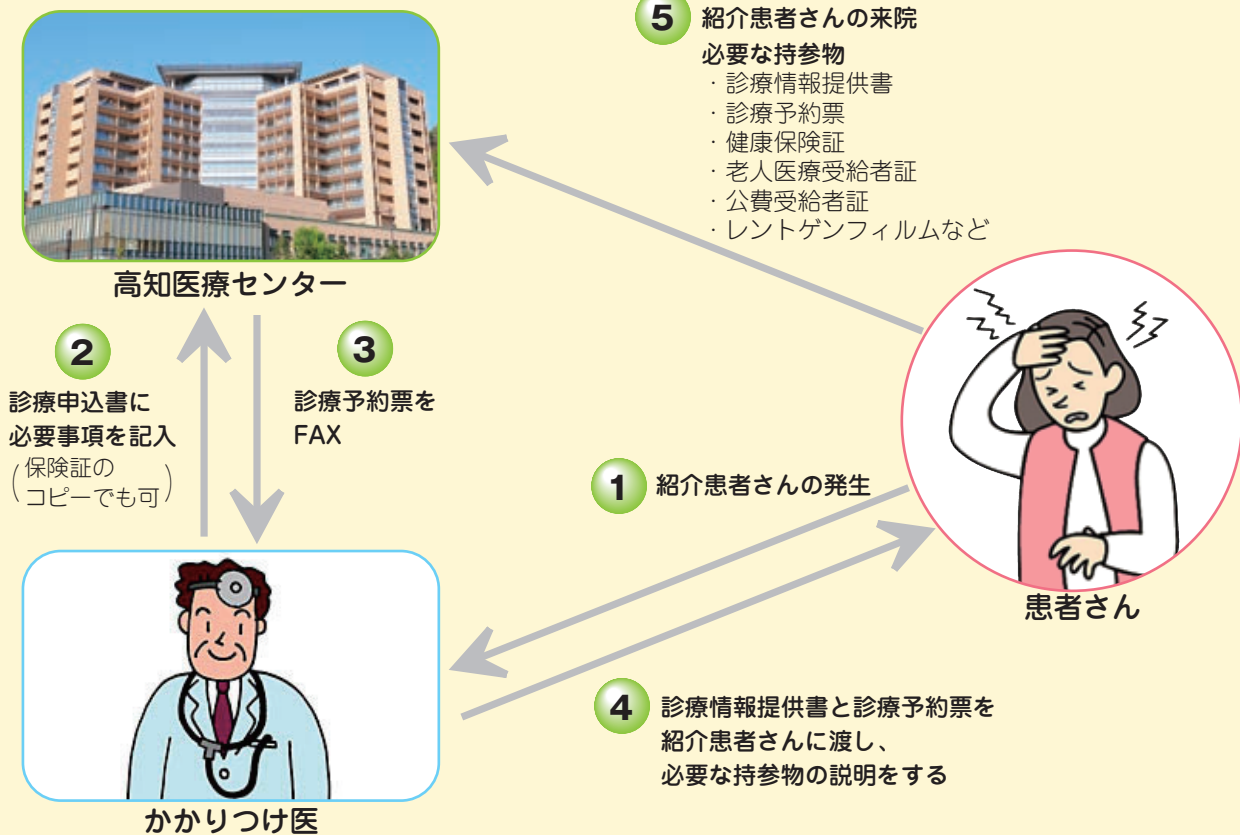 5 紹介患者さんの来院
必要な持参物
・診療情報提供書
・診療予約票
・健康保険証
・老人医療受給者証
・公費受給者証
・レントゲンフィルムなど
高知医療センター
2
診療申込書に
必要事項を記入
(保険証の
コピーでも可)
3
診療予約票を
FAX
1 紹介患者さんの発生
患者さん
4 診療情報提供書と診療予約票を
紹介患者さんに渡し、
必要な持参物の説明をする
かかりつけ医